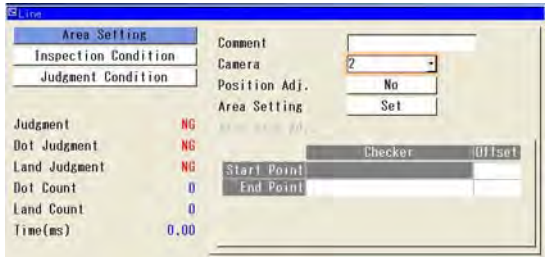 Line
Area Setting
Inspection Condition
Judgment Condition
Judgment NG
Dot Judgment NG
Land Judgment NG
Dot Count 0
Land Count 0
Time(ms) 0.00
Comment
Camera 2
Position Adj. No
Area Setting Set
Checker Offset
Start Point
End Point